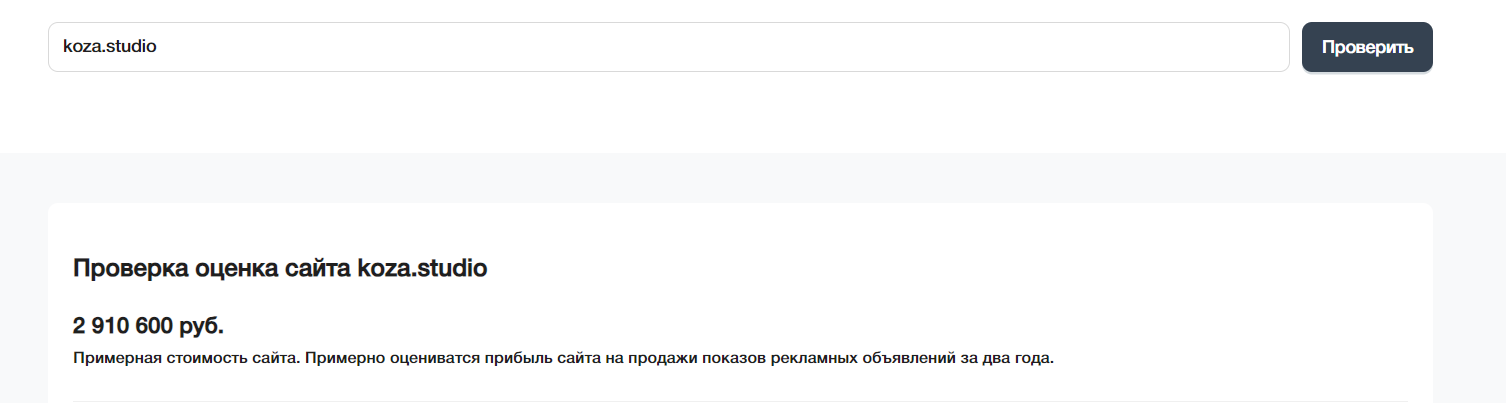 koza.studio
Проверить
Проверка оценка сайта koza.studio
2 910 600 руб.
Примерная стоимость сайта. Примерно оцениватся прибыль сайта на продажи показов рекламных объявлений за два года.